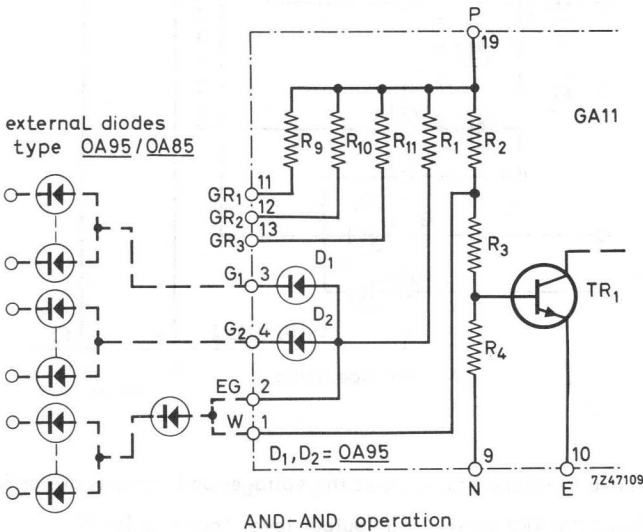 P
19
GA11
external diodes
type OA95/OA85
R9
R10
R11
R1
R2
11
GR1
12
GR2
13
GR3
D1
G1
3
R3
TR1
D2
G2
4
R4
EG
2
W
1
D1, D2 = OA95
9
N
10
E
7Z47109
AND-AND operation